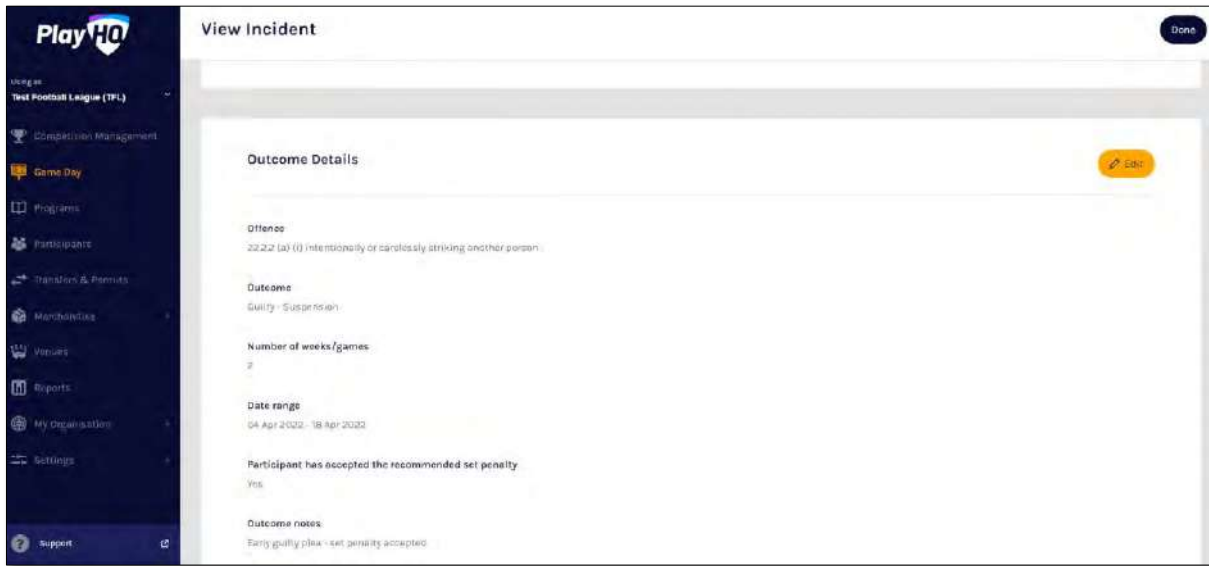 PlayHQ
View Incident
Done
Using as
Test Football League (TFL)
Competition Management
Game Day
Programs
Participants
Transfers & Permits
Merchandise
Venues
Reports
My Organisation
Settings
Support
Outcome Details
Edit
Offence
22.2.2 (a) (i) intentionally or carelessly striking another person
Outcome
Guilty - Suspension
Number of weeks/games
2
Date range
04 Apr 2022 - 18 Apr 2022
Participant has accepted the recommended set penalty
Yes
Outcome notes
Early guilty plea - set penalty accepted